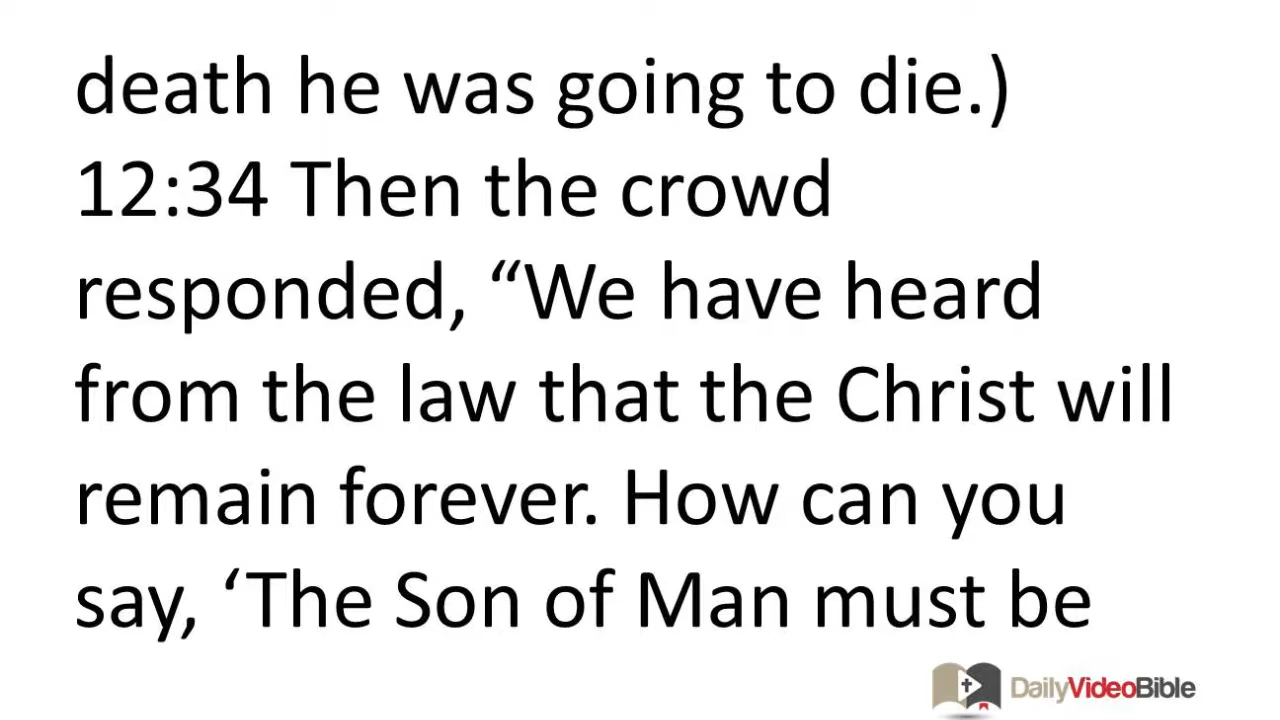 death he was going to die.)
12:34 Then the crowd
responded, “We have heard
from the law that the Christ will
remain forever. How can you
say, ‘The Son of Man must be
DailyVideoBible